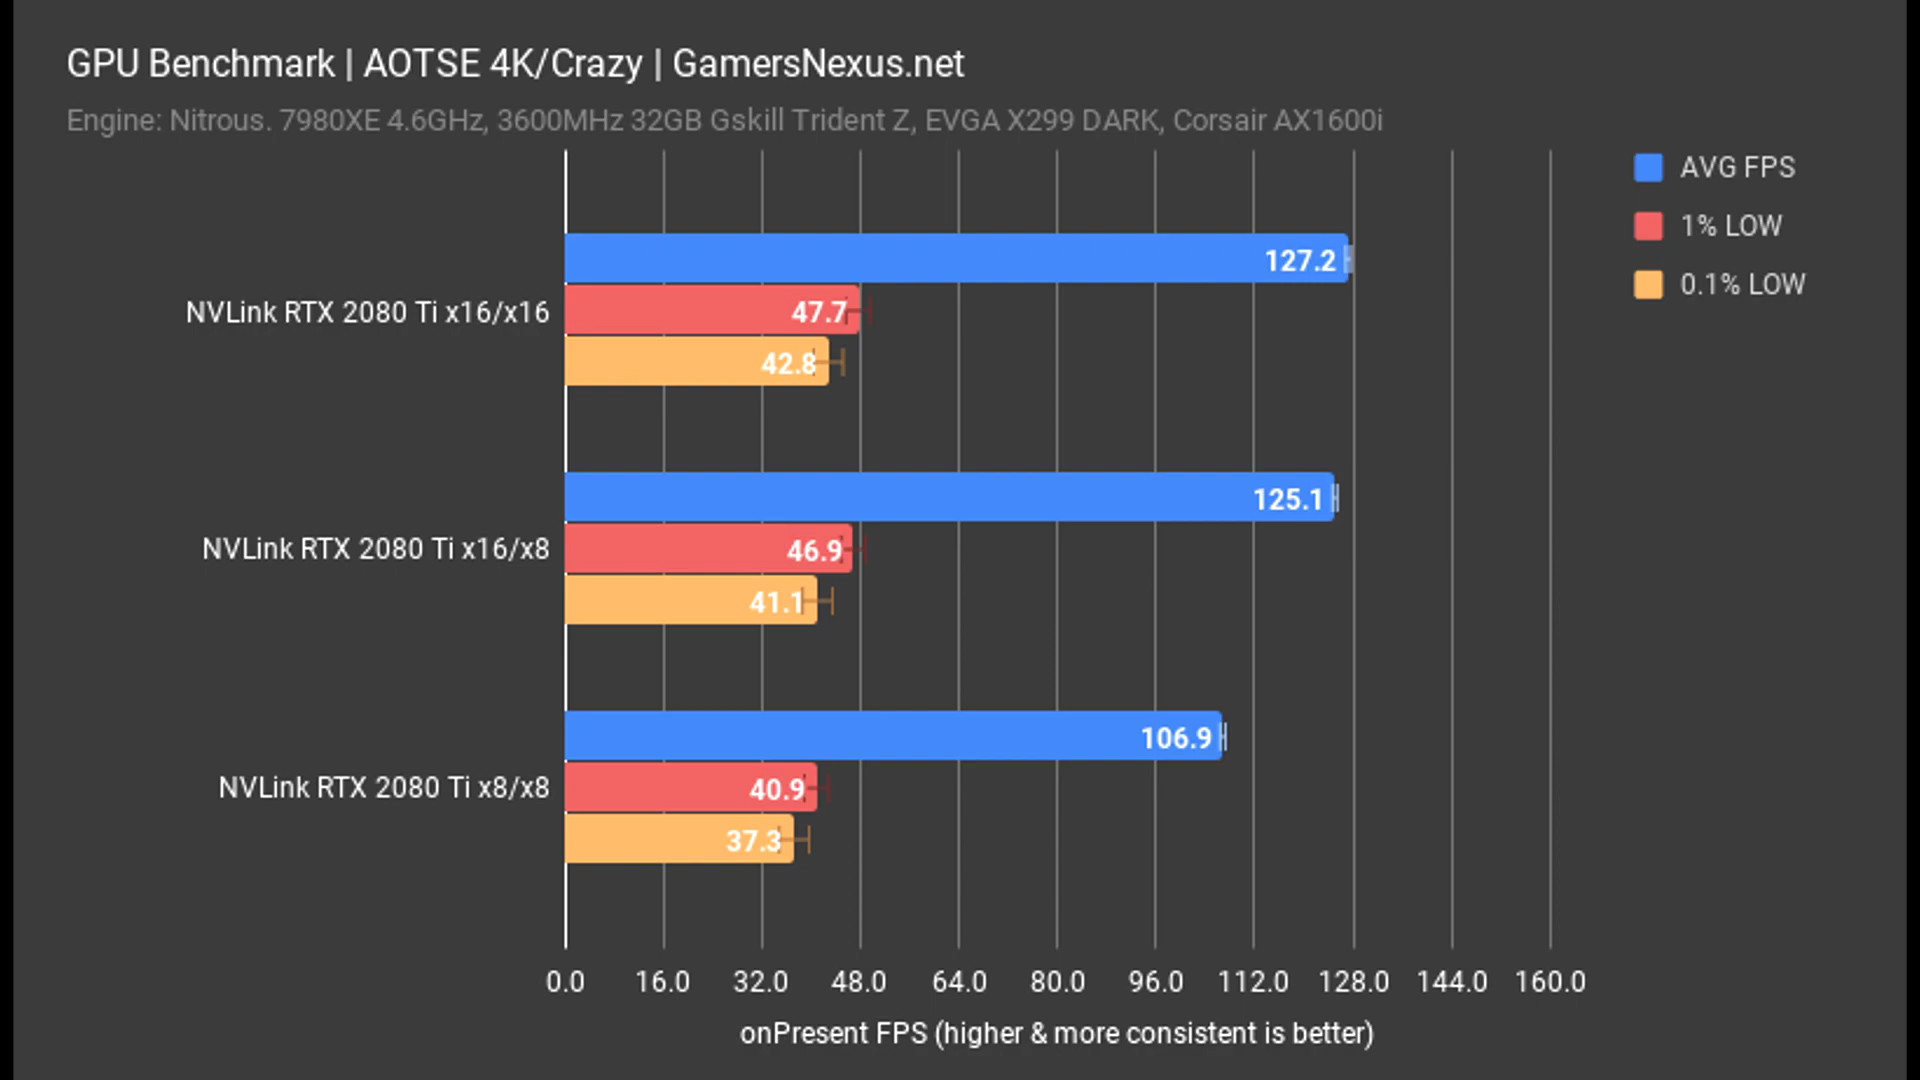 GPU Benchmark | AOTSE 4K/Crazy | GamersNexus.net
Engine: Nitrous. 7980XE 4.6GHz, 3600MHz 32GB Gskill Trident Z, EVGA X299 DARK, Corsair AX1600i
AVG FPS
1% LOW
0.1% LOW
NVLink RTX 2080 Ti x16/x16
127.2
47.7
42.8
NVLink RTX 2080 Ti x16/x8
125.1
46.9
41.1
NVLink RTX 2080 Ti x8/x8
106.9
40.9
37.3
0.0 16.0 32.0 48.0 64.0 80.0 96.0 112.0 128.0 144.0 160.0
onPresent FPS (higher & more consistent is better)